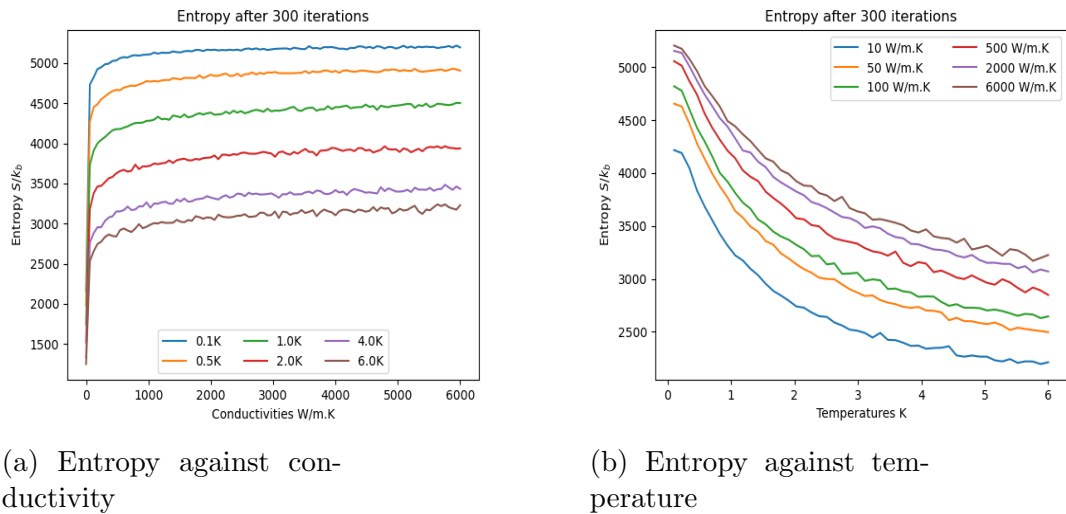 Entropy after 300 iterations
Entropy S/k_b
5000
4500
4000
3500
3000
2500
2000
1500
0.1K
1.0K
4.0K
0.5K
2.0K
6.0K
0
1000
2000
3000
4000
5000
6000
Conductivities W/m.K
(a) Entropy against con-
ductivity
Entropy after 300 iterations
Entropy S/k_b
5000
4500
4000
3500
3000
2500
10 W/m.K
500 W/m.K
50 W/m.K
2000 W/m.K
100 W/m.K
6000 W/m.K
0
1
2
3
4
5
6
Temperatures K
(b) Entropy against tem-
perature